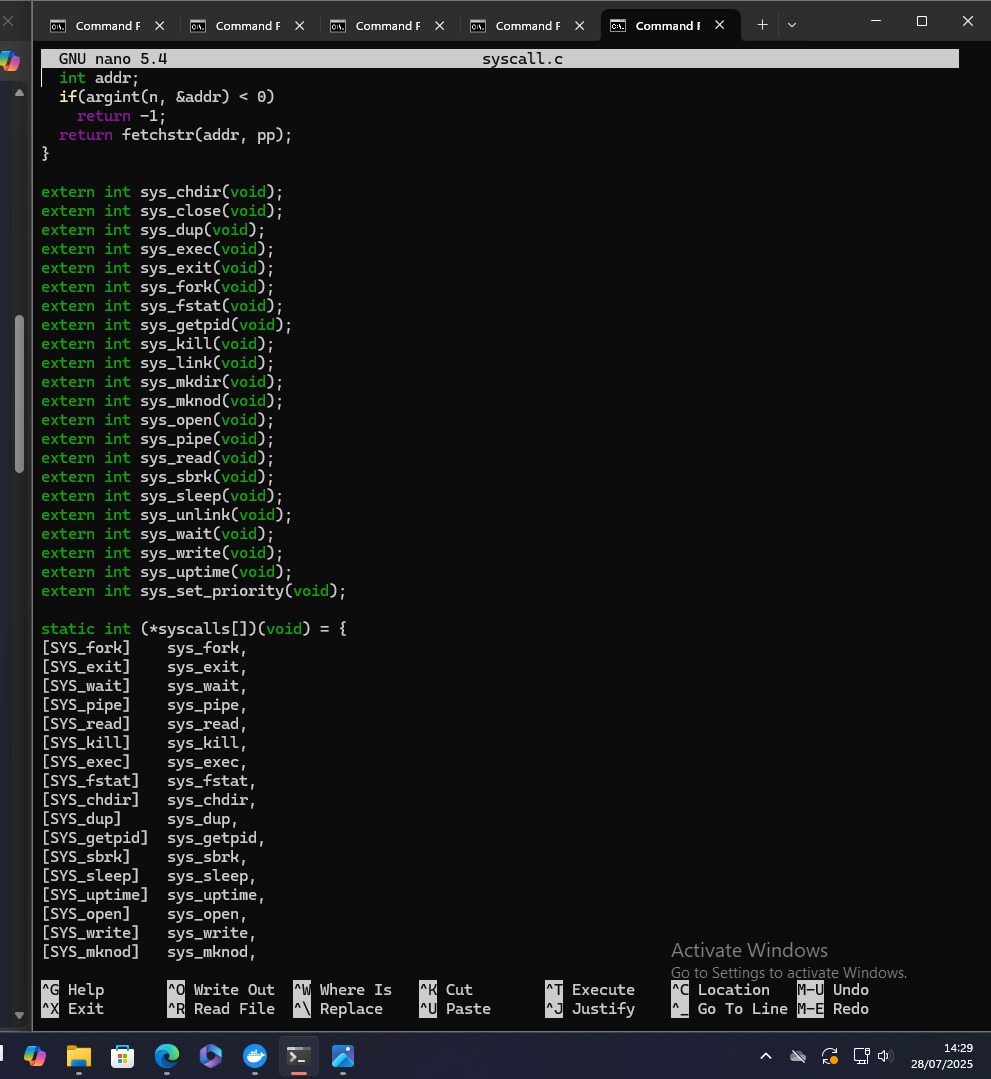 Command F
Command F
Command F
Command F
Command F
GNU nano 5.4 syscall.c
int addr;
if(argint(n, &addr) < 0)
return -1;
return fetchstr(addr, pp);
}
extern int sys_chdir(void);
extern int sys_close(void);
extern int sys_dup(void);
extern int sys_exec(void);
extern int sys_exit(void);
extern int sys_fork(void);
extern int sys_fstat(void);
extern int sys_getpid(void);
extern int sys_kill(void);
extern int sys_link(void);
extern int sys_mkdir(void);
extern int sys_mknod(void);
extern int sys_open(void);
extern int sys_pipe(void);
extern int sys_read(void);
extern int sys_sbrk(void);
extern int sys_sleep(void);
extern int sys_unlink(void);
extern int sys_wait(void);
extern int sys_write(void);
extern int sys_uptime(void);
extern int sys_set_priority(void);
static int (*syscalls[])(void) = {
[SYS_fork] sys_fork,
[SYS_exit] sys_exit,
[SYS_wait] sys_wait,
[SYS_pipe] sys_pipe,
[SYS_read] sys_read,
[SYS_kill] sys_kill,
[SYS_exec] sys_exec,
[SYS_fstat] sys_fstat,
[SYS_chdir] sys_chdir,
[SYS_dup] sys_dup,
[SYS_getpid] sys_getpid,
[SYS_sbrk] sys_sbrk,
[SYS_sleep] sys_sleep,
[SYS_uptime] sys_uptime,
[SYS_open] sys_open,
[SYS_write] sys_write,
[SYS_mknod] sys_mknod,
Activate Windows
Go to Settings to activate Windows.
^G Help ^O Write Out ^W Where Is ^K Cut ^T Execute ^C Location M-U Undo
^X Exit ^R Read File ^\ Replace ^U Paste ^J Justify ^_ Go To Line M-E Redo
14:29
28/07/2025